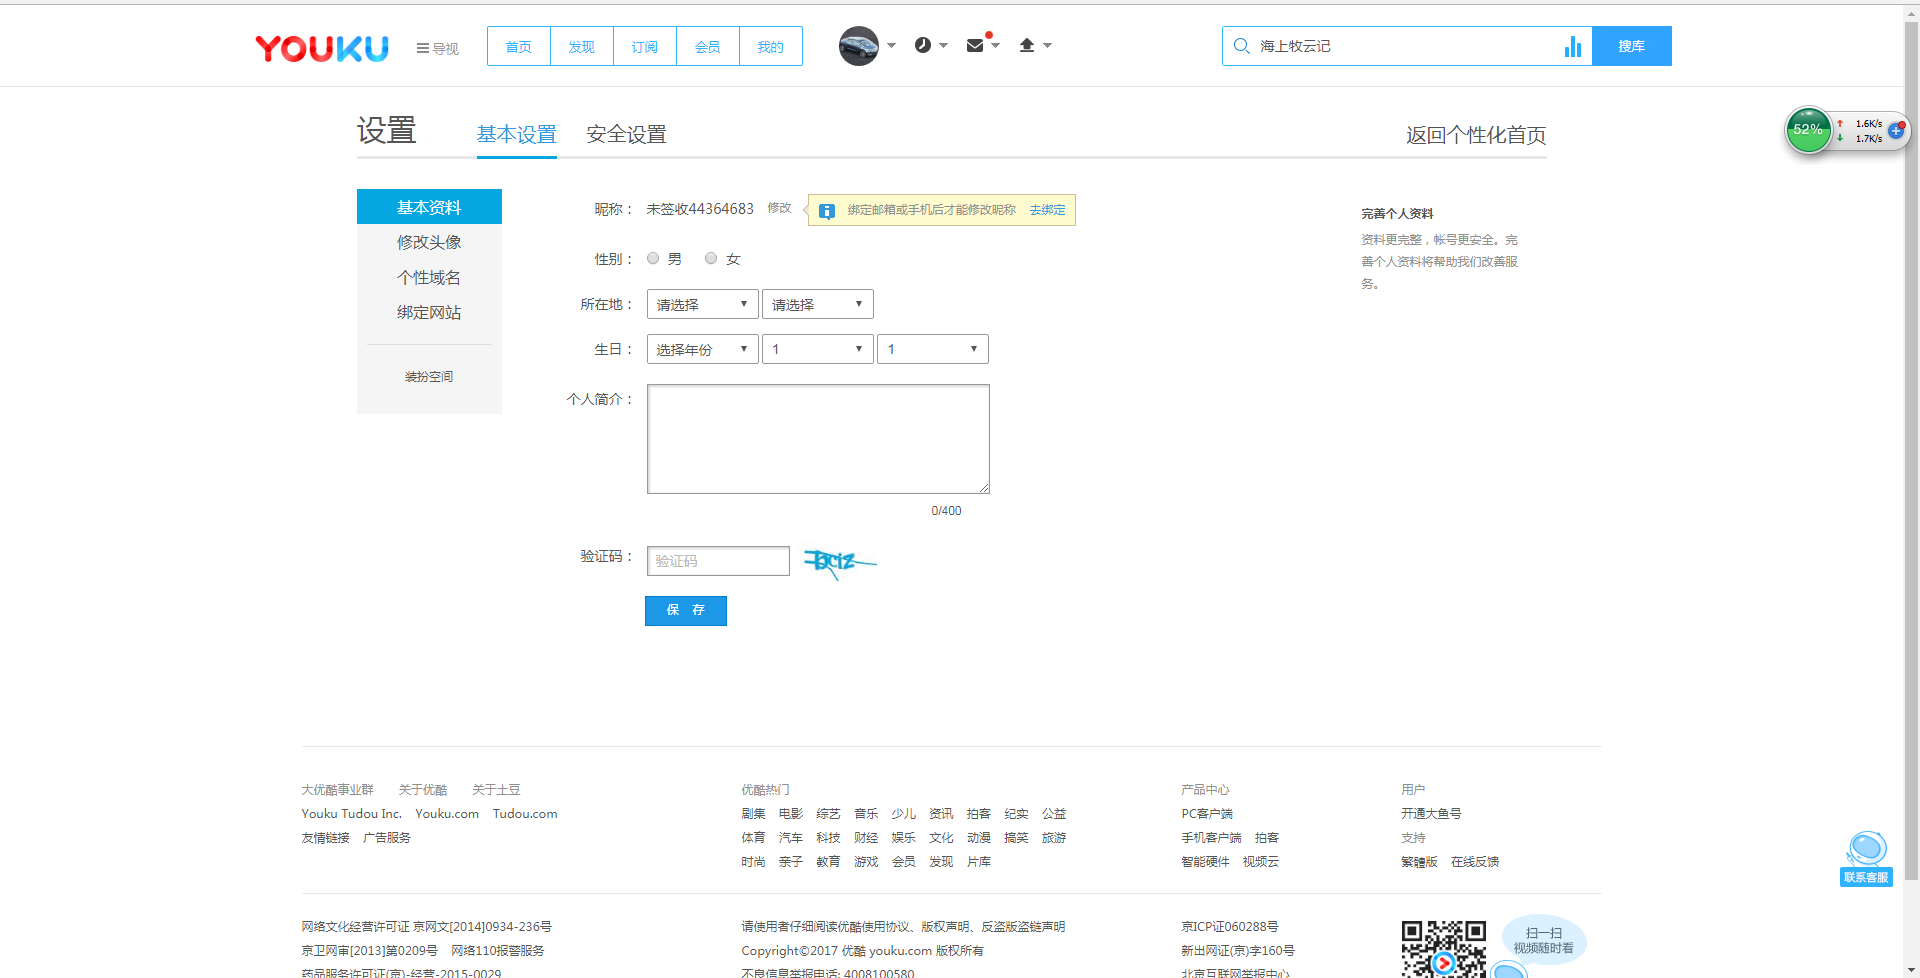 YOUKU 导视 首页 发现 订阅 会员 我的 海上牧云记 搜库
设置 基本设置 安全设置 返回个性化首页
52% 1.6K/s
1.7K/s
基本资料
修改头像
个性域名
绑定网站
装扮空间
昵称： 未签收44364683 修改 绑定邮箱或手机后才能修改昵称 去绑定
性别： 男 女
所在地： 请选择 请选择
生日： 选择年份 1 1
个人简介：
0/400
验证码： 验证码 bciz
保 存
完善个人资料
资料更完整，帐号更安全。完
善个人资料将帮助我们改善服
务。
大优酷事业群 关于优酷 关于土豆
Youku Tudou Inc. Youku.com Tudou.com
友情链接 广告服务
优酷热门
剧集 电影 综艺 音乐 少儿 资讯 拍客 纪实 公益
体育 汽车 科技 财经 娱乐 文化 动漫 搞笑 旅游
时尚 亲子 教育 游戏 会员 发现 片库
产品中心
PC客户端
手机客户端 拍客
智能硬件 视频云
用户
开通大鱼号
支持
繁體版 在线反馈
联系客服
网络文化经营许可证 京网文[2014]0934-236号
京卫网审[2013]第0209号 网络110报警服务
药品服务许可证(京)-经营-2015-0029
请使用者仔细阅读优酷使用协议、版权声明、反盗版盗链声明
Copyright©2017 优酷 youku.com 版权所有
不良信息举报电话: 4008100580
京ICP证060288号
新出网证(京)字160号
北京互联网举报中心
扫一扫
视频随时看